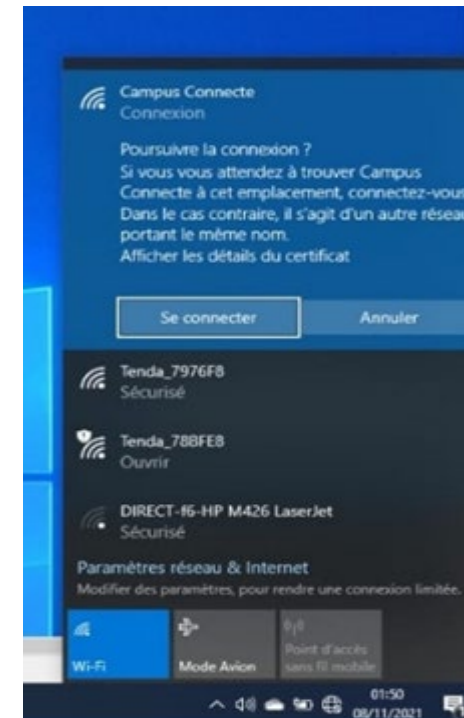 Campus Connecte
Connexion
Poursuivre la connexion ?
Si vous vous attendez à trouver Campus
Connecte à cet emplacement, connectez-vous
Dans le cas contraire, il s'agit d'un autre réseau
portant le même nom.
Afficher les détails du certificat
Se connecter
Annuler
Tenda_7976F8
Sécurisé
Tenda_788FE8
Ouvrir
DIRECT-f6-HP M426 LaserJet
Sécurisé
Paramètres réseau & Internet
Modifier des paramètres, pour rendre une connexion limitée.
Wi-Fi
Mode Avion
Point d'accès
sans fil mobile
01:50
08/11/2021